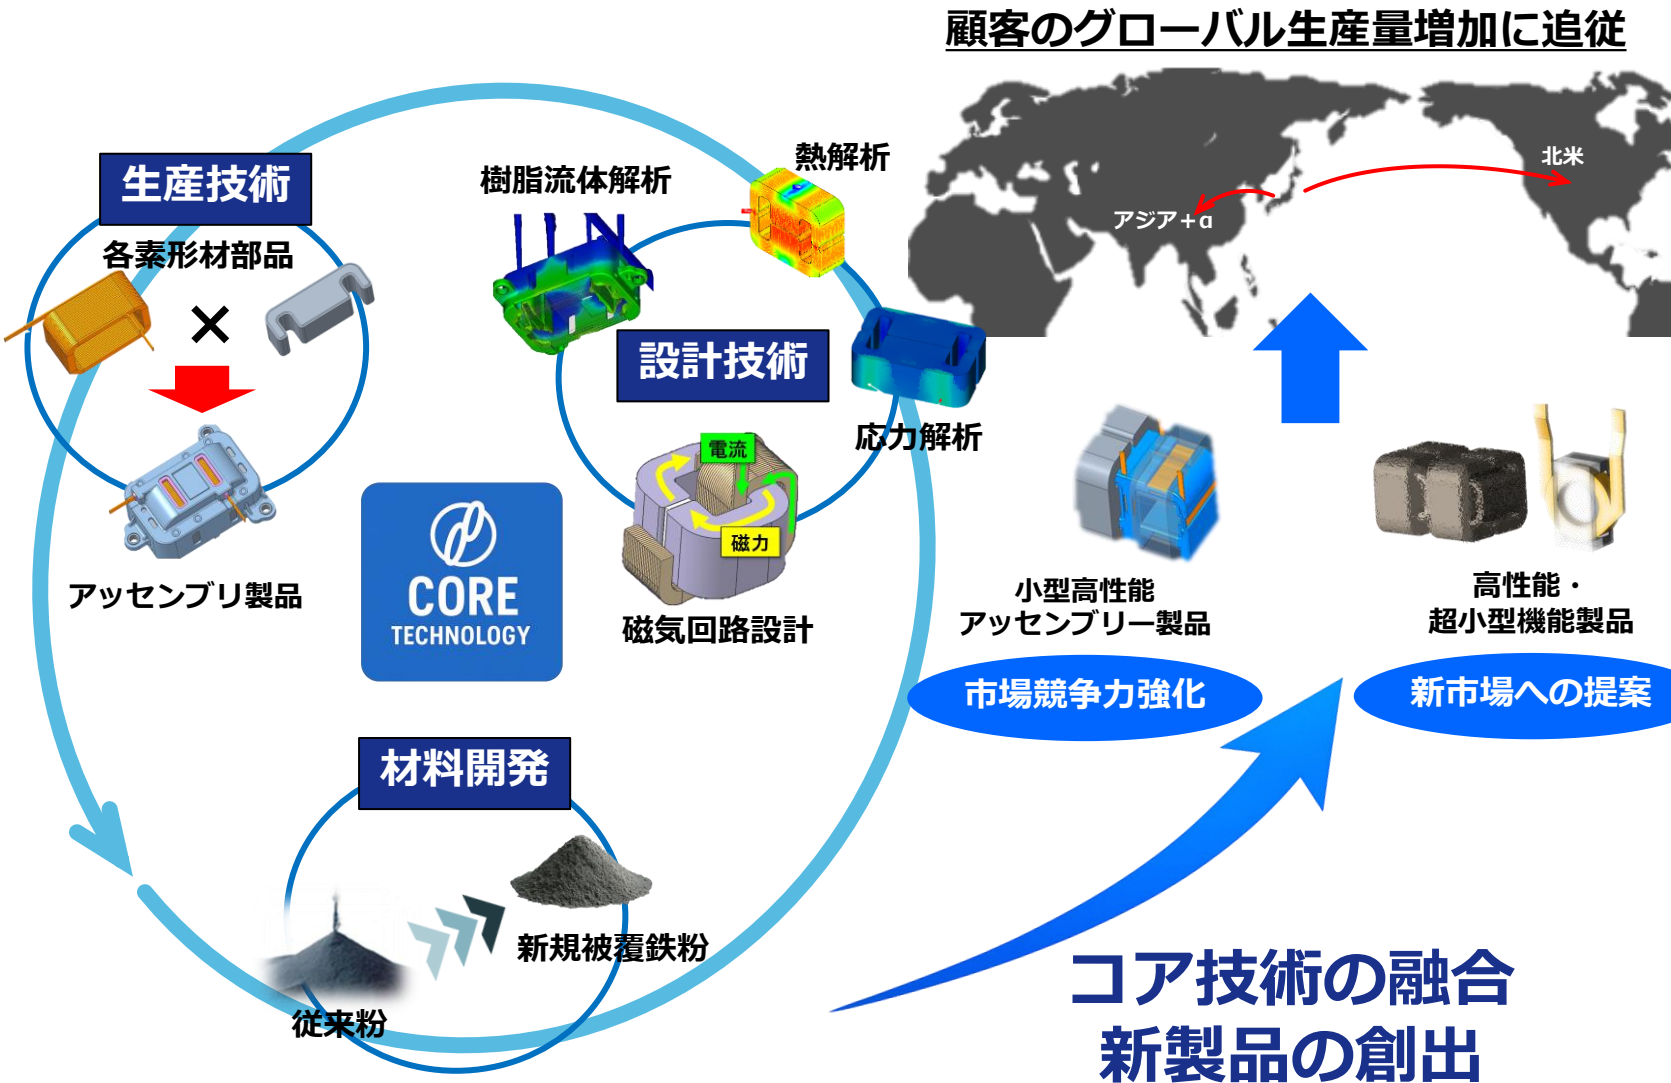 顧客のグローバル生産量増加に追従
北米
アジア+α
生産技術
各素形材部品
×
アッセンブリ製品
樹脂流体解析
熱解析
設計技術
応力解析
電流
磁力
磁気回路設計
CORE
TECHNOLOGY
材料開発
新規被覆鉄粉
従来粉
小型高性能
アッセンブリー製品
市場競争力強化
高性能・
超小型機能製品
新市場への提案
コア技術の融合
新製品の創出